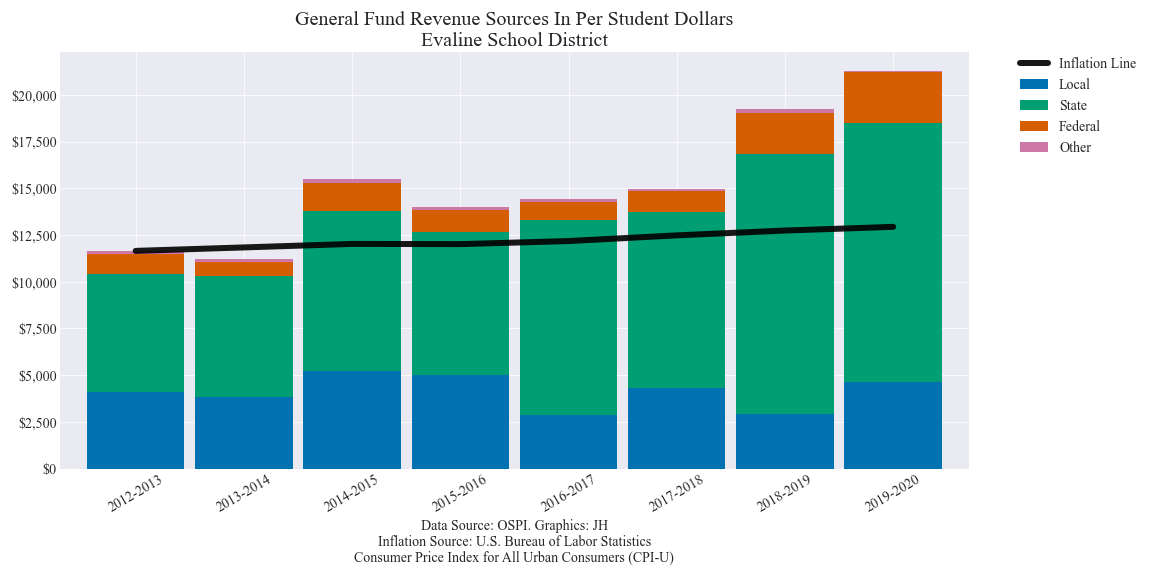 General Fund Revenue Sources In Per Student Dollars
Evaline School District
Inflation Line
Local
State
Federal
Other
$20,000
$17,500
$15,000
$12,500
$10,000
$7,500
$5,000
$2,500
$0
2012-2013
2013-2014
2014-2015
2015-2016
2016-2017
2017-2018
2018-2019
2019-2020
Data Source: OSPI. Graphics: JH
Inflation Source: U.S. Bureau of Labor Statistics
Consumer Price Index for All Urban Consumers (CPI-U)